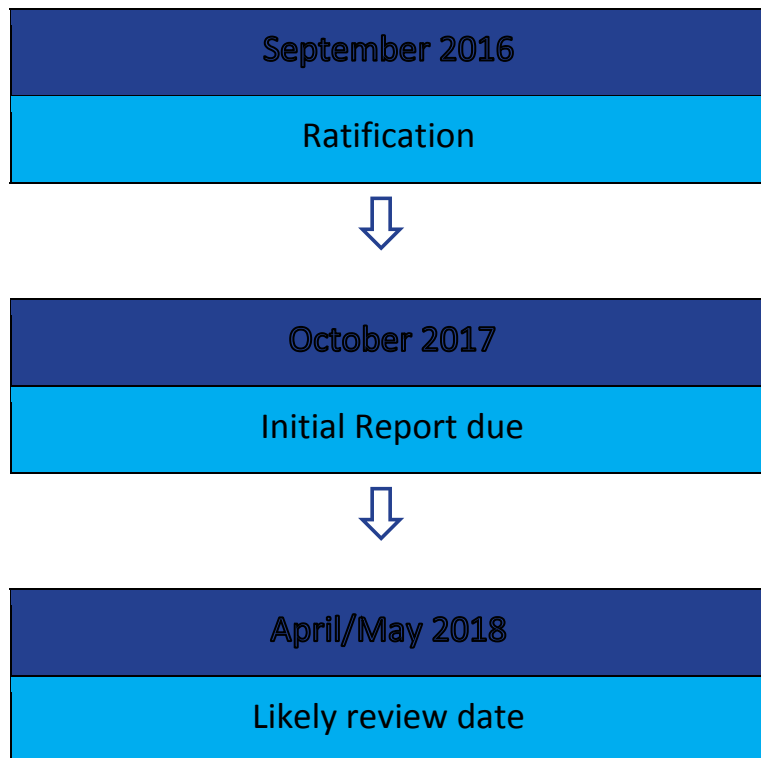 September 2016
Ratification
October 2017
Initial Report due
April/May 2018
Likely review date